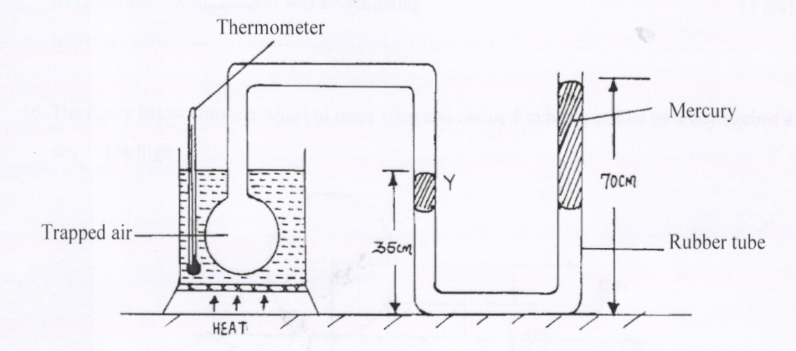 Thermometer
Mercury
Y
70cm
Trapped air
35cm
Rubber tube
HEAT